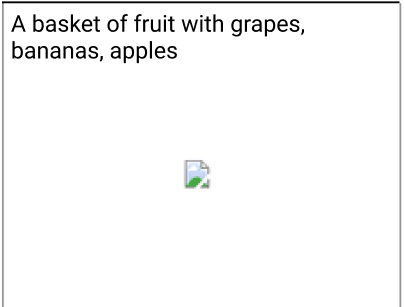 A basket of fruit with grapes,
bananas, apples